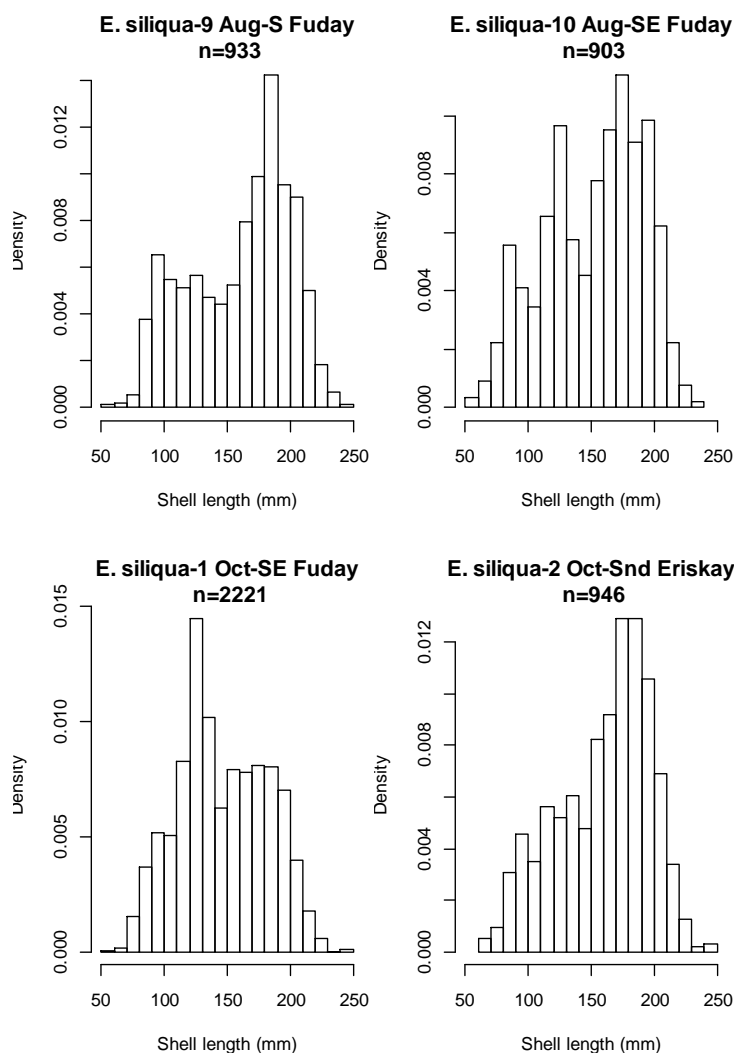 E. siliqua-9 Aug-S Fuday
n=933
Density
0.000
0.004
0.008
0.012
50
100
150
200
250
Shell length (mm)
E. siliqua-10 Aug-SE Fuday
n=903
Density
0.000
0.004
0.008
50
100
150
200
250
Shell length (mm)
E. siliqua-1 Oct-SE Fuday
n=2221
Density
0.000
0.005
0.010
0.015
50
100
150
200
250
Shell length (mm)
E. siliqua-2 Oct-Snd Eriskay
n=946
Density
0.000
0.004
0.008
0.012
50
100
150
200
250
Shell length (mm)